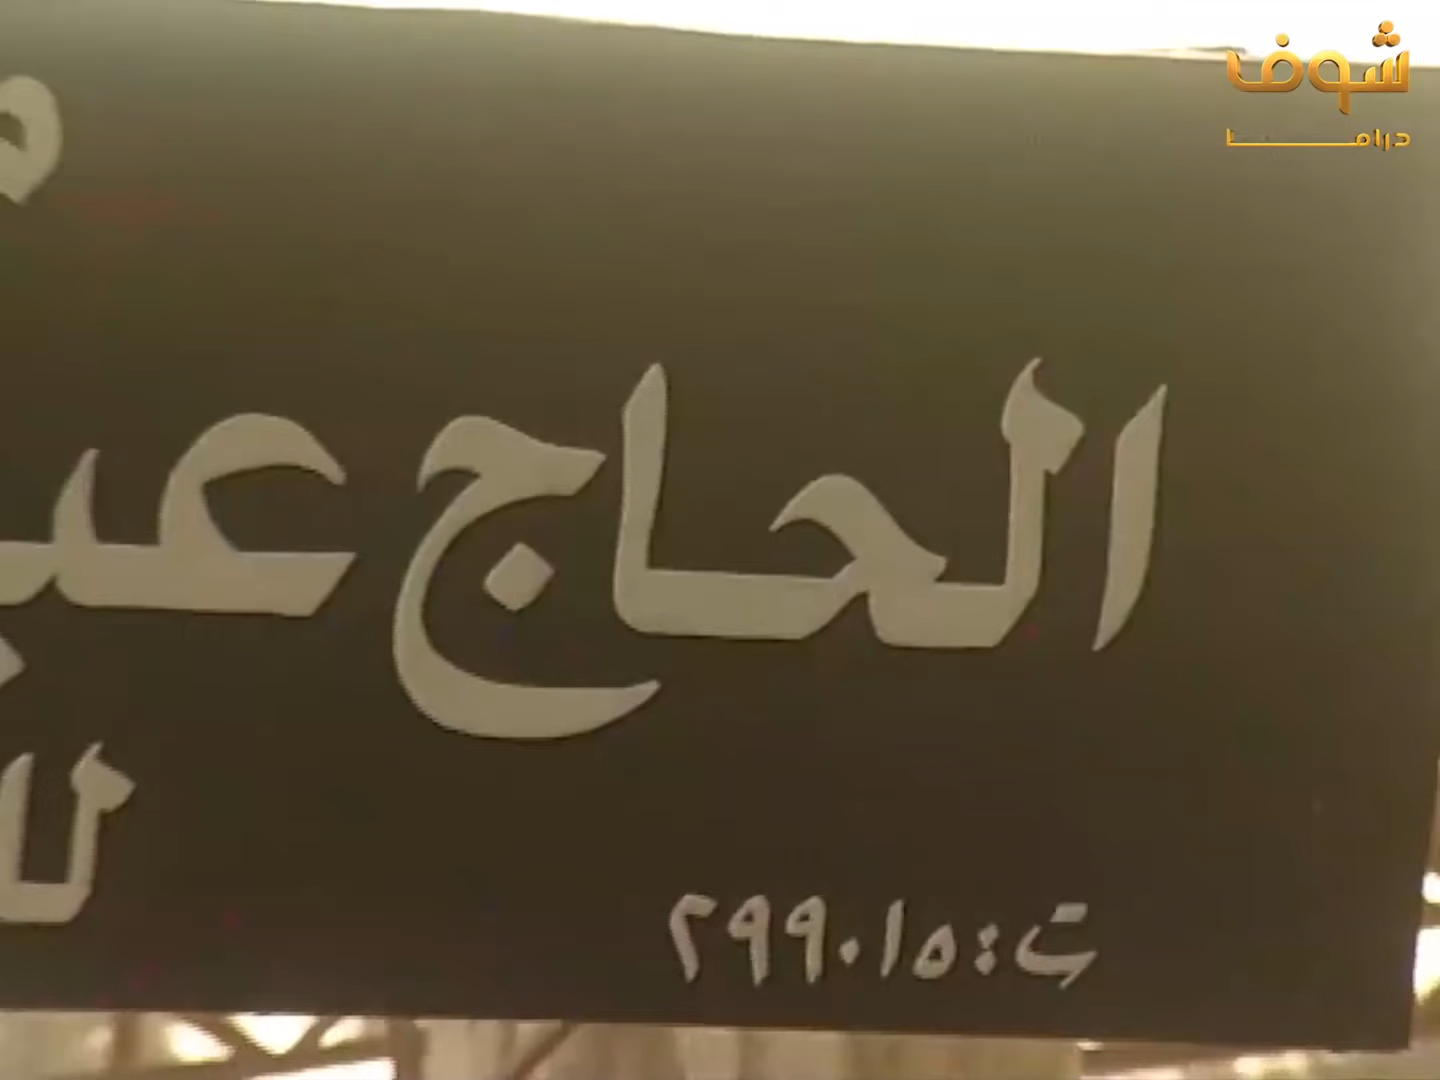 شوف
دراما
الحاج
ت: ٢٩٩٠١٥